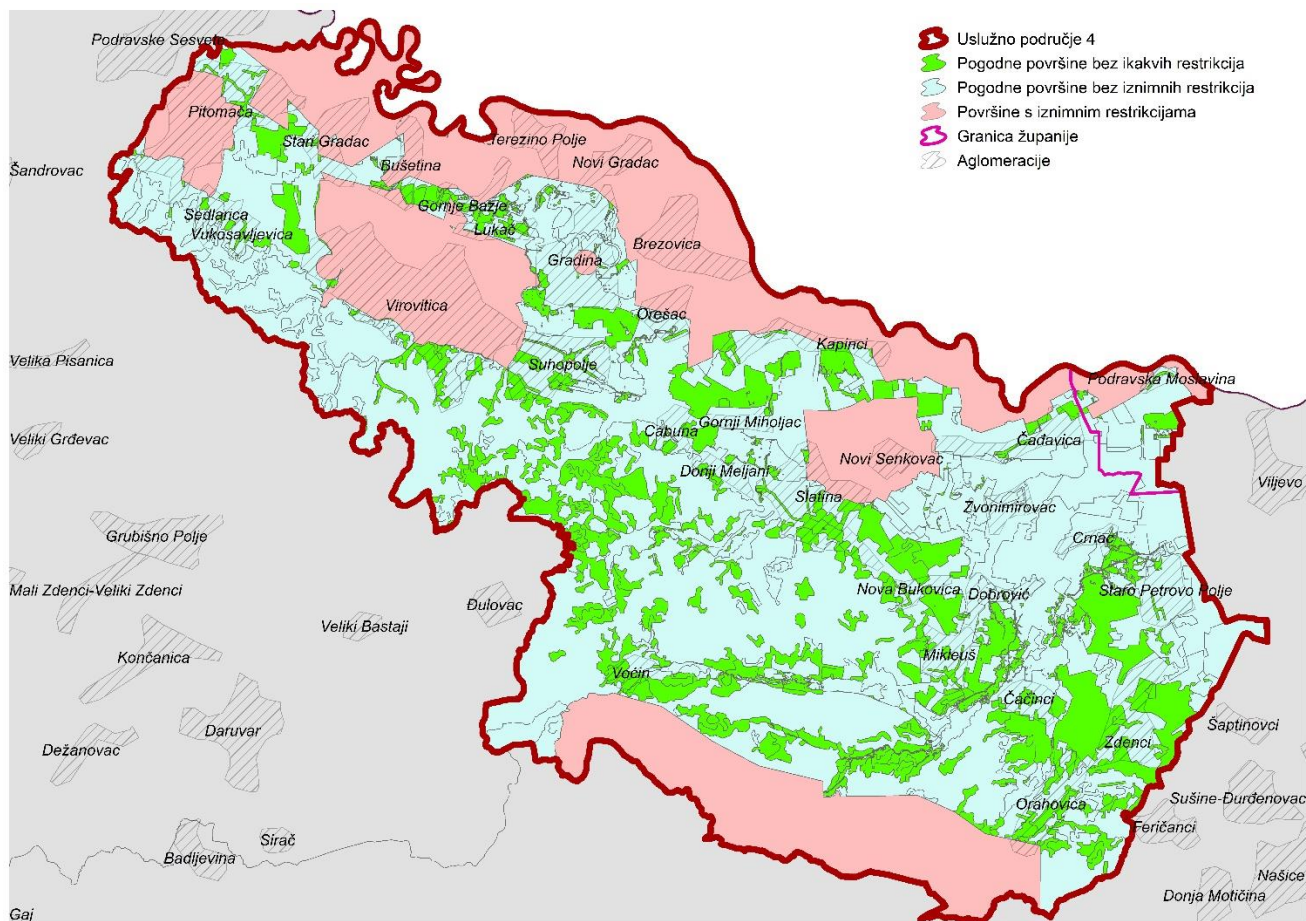 Podravske Sesvete
Uslužno područje 4
Pogodne površine bez ikakvih restrikcija
Pogodne površine bez iznimnih restrikcija
Površine s iznimnim restrikcijama
Granica županije
Aglomeracije
Pitomača
Stari Gradac
Terezino Polje
Bušetina
Novi Gradac
Šandrovac
Sedlarica
Gornje Bažje
Vukosavljevica
Lukač
Brezovica
Gradina
Virovitica
Orešac
Kapinci
Velika Pisanica
Suhopolje
Podravska Moslavina
Gornji Miholjac
Cabuna
Čađavica
Veliki Grđevac
Novi Senkovac
Donji Meljani
Viljevo
Slatina
Zvonimirovac
Grubišno Polje
Crnac
Mali Zdenci-Veliki Zdenci
Đulovac
Nova Bukovica
Dobrović
Staro Petrovo Polje
Veliki Bastaji
Končanica
Mikleuš
Voćin
Čačinci
Daruvar
Dežanovac
Šaptinovci
Zdenci
Sušine-Đurđenovac
Orahovica
Feričanci
Sirač
Badljevina
Našice
Donja Motičina
Gaj